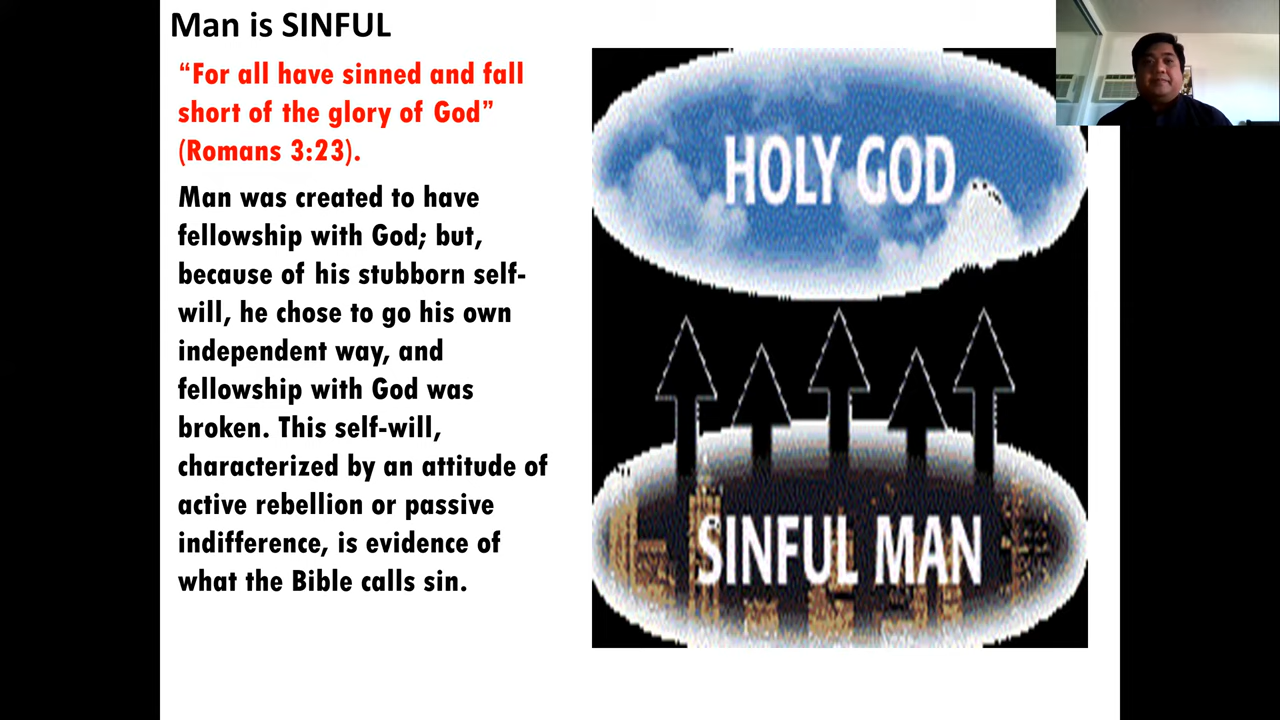 Man is SINFUL
“For all have sinned and fall
short of the glory of God”
(Romans 3:23).
Man was created to have
fellowship with God; but,
because of his stubborn self-
will, he chose to go his own
independent way, and
fellowship with God was
broken. This self-will,
characterized by an attitude of
active rebellion or passive
indifference, is evidence of
what the Bible calls sin.
HOLY GOD
SINFUL MAN